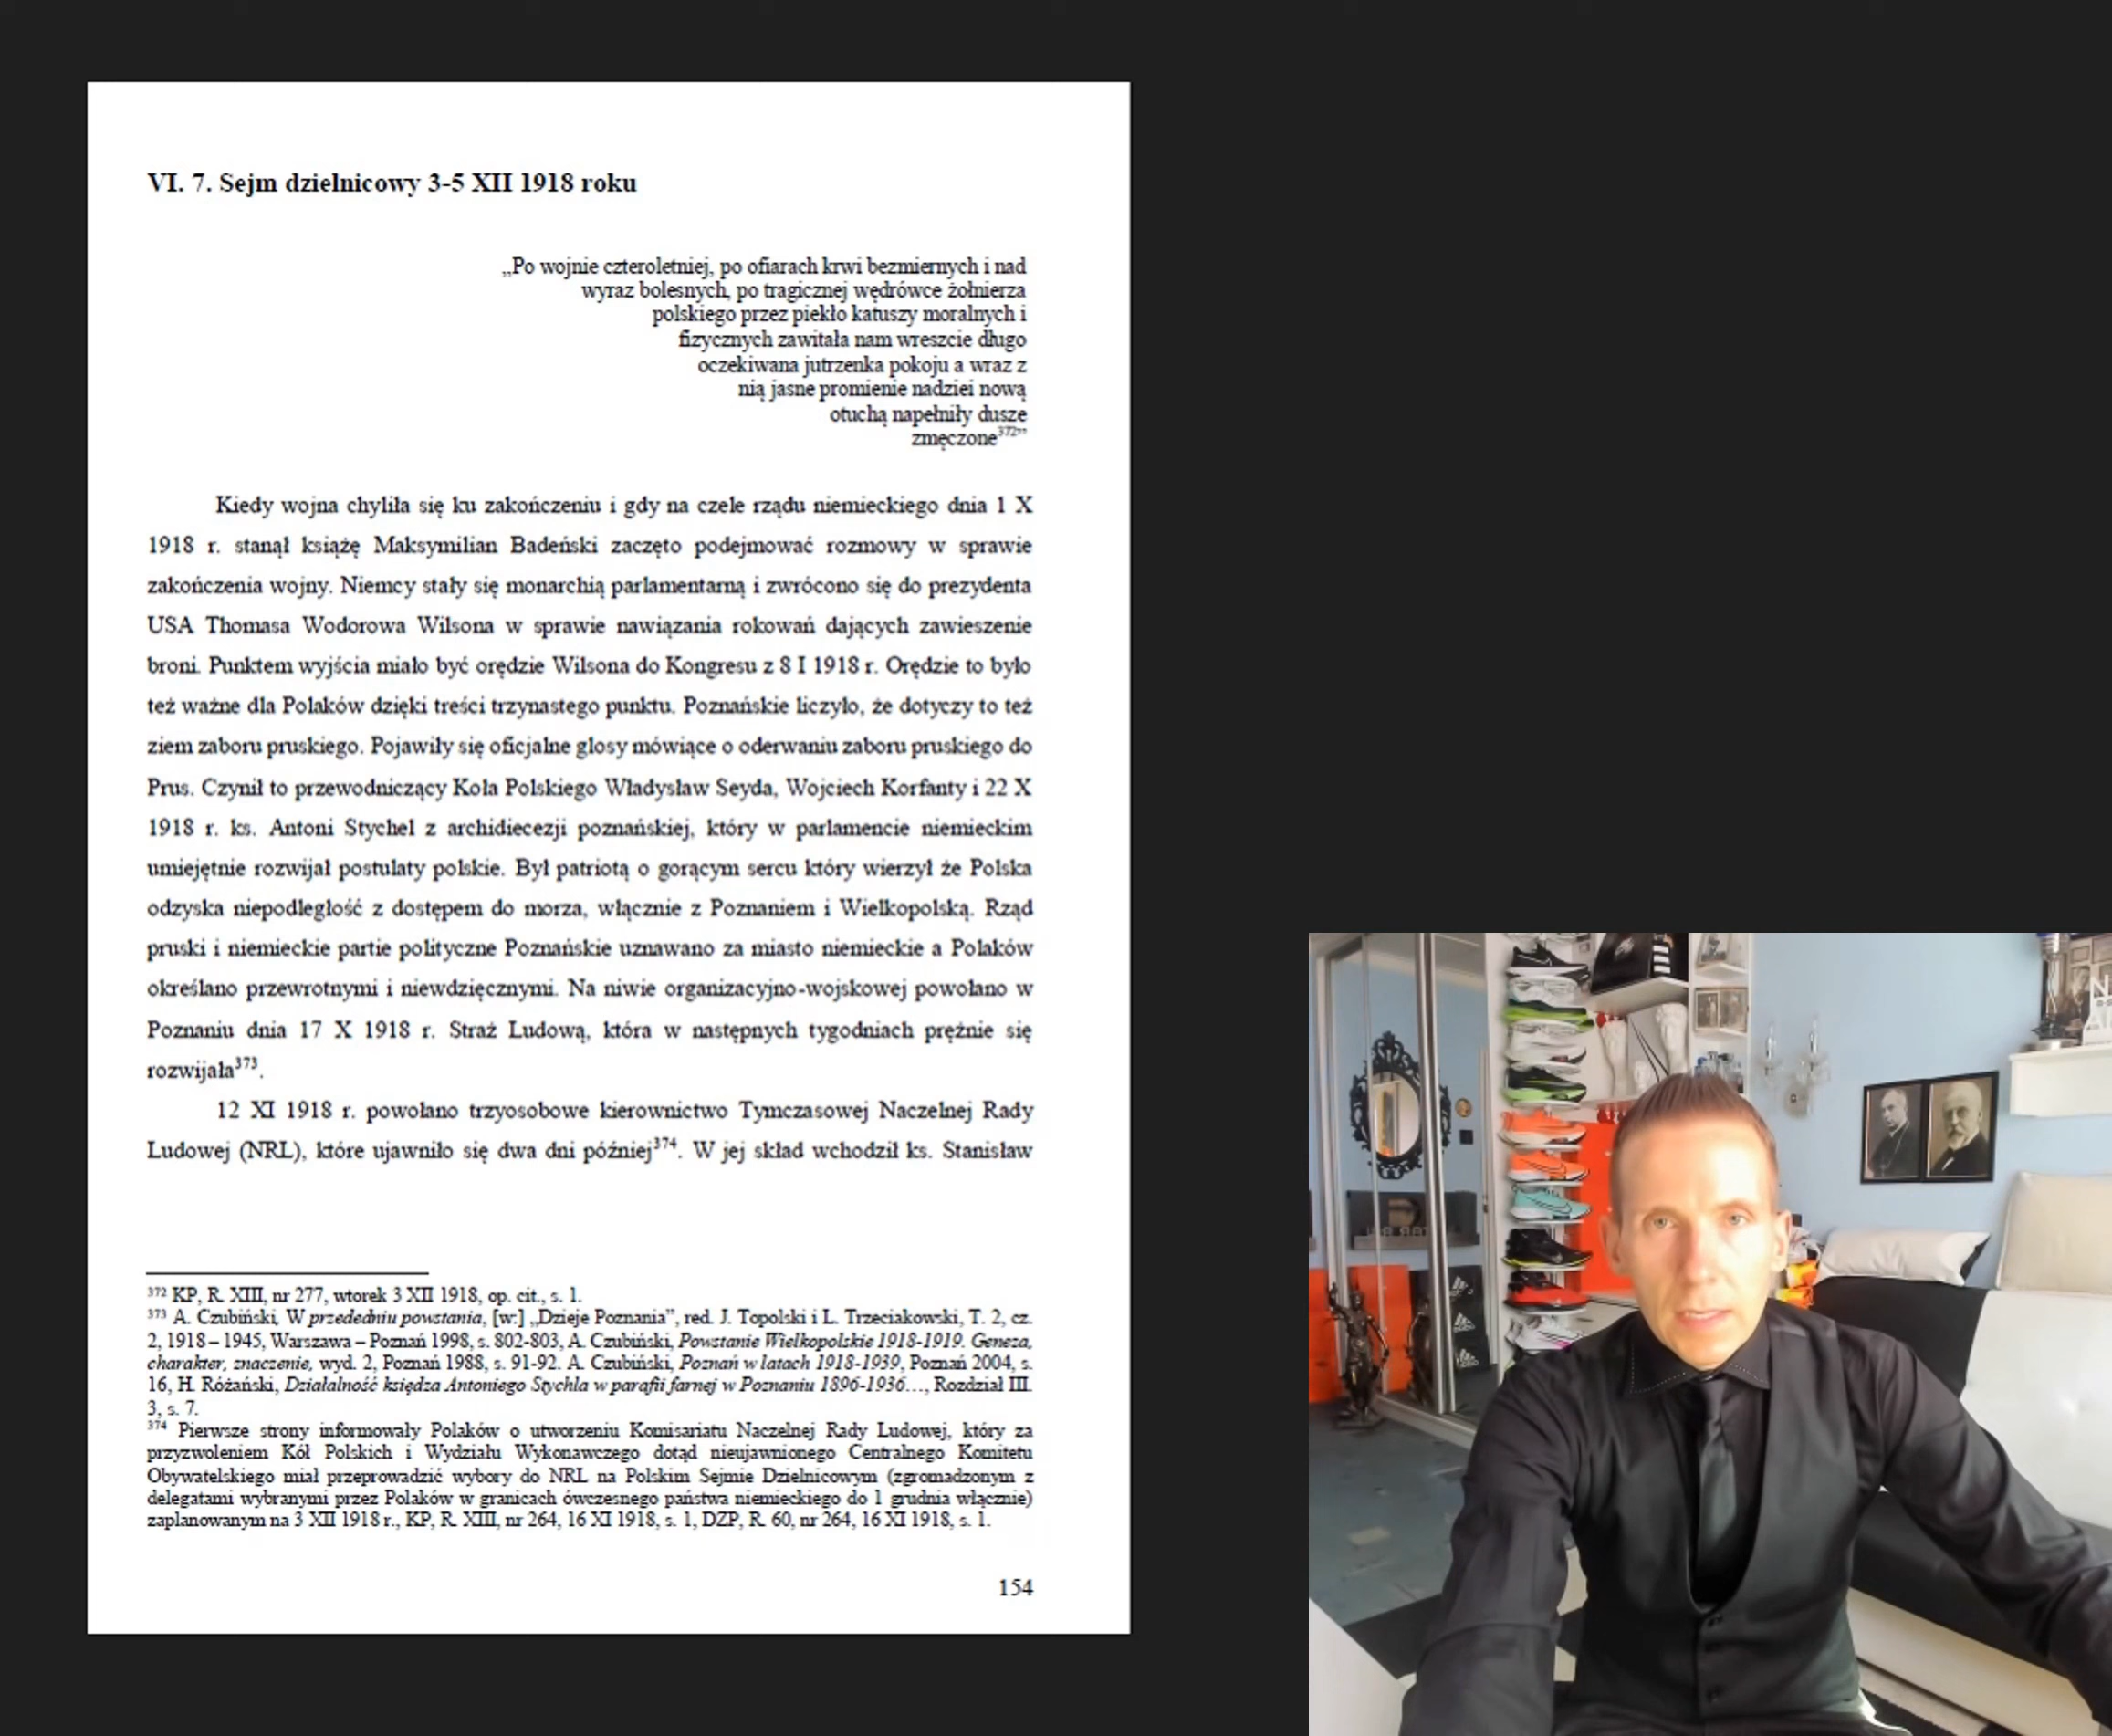 VI. 7. Sejm dzielnicowy 3-5 XII 1918 roku
„Po wojnie czteroletniej, po ofiarach krwi bezmiernych i nad
wyraz bolesnych, po tragicznej wędrówce żołnierza
polskiego przez piekło katuszy moralnych i
fizycznych zawitała nam wreszcie długo
oczekiwana jutrzenka pokoju a wraz z
nią jasne promienie nadziei nową
otuchą napełniły dusze
zmęczone³⁷²”
Kiedy wojna chyliła się ku zakończeniu i gdy na czele rządu niemieckiego dnia 1 X
1918 r. stanął książę Maksymilian Badeński zaczęto podejmować rozmowy w sprawie
zakończenia wojny. Niemcy stały się monarchią parlamentarną i zwrócono się do prezydenta
USA Thomasa Wodorowa Wilsona w sprawie nawiązania rokowań dających zawieszenie
broni. Punktem wyjścia miało być orędzie Wilsona do Kongresu z 8 I 1918 r. Orędzie to było
też ważne dla Polaków dzięki treści trzynastego punktu. Poznańskie liczyło, że dotyczy to też
ziem zaboru pruskiego. Pojawiły się oficjalne głosy mówiące o oderwaniu zaboru pruskiego do
Prus. Czynił to przewodniczący Koła Polskiego Władysław Seyda, Wojciech Korfanty i 22 X
1918 r. ks. Antoni Stychel z archidiecezji poznańskiej, który w parlamencie niemieckim
umiejętnie rozwijał postulaty polskie. Był patriotą o gorącym sercu który wierzył że Polska
odzyska niepodległość z dostępem do morza, włącznie z Poznaniem i Wielkopolską. Rząd
pruski i niemieckie partie polityczne Poznańskie uznawano za miasto niemieckie a Polaków
określano przewrotnymi i niewdzięcznymi. Na niwie organizacyjno-wojskowej powołano w
Poznaniu dnia 17 X 1918 r. Straż Ludową, która w następnych tygodniach prężnie się
rozwijała³⁷³.
12 XI 1918 r. powołano trzyosobowe kierownictwo Tymczasowej Naczelnej Rady
Ludowej (NRL), które ujawniło się dwa dni później³⁷⁴. W jej skład wchodził ks. Stanisław
³⁷² KP, R. XIII, nr 277, wtorek 3 XII 1918, op. cit., s. 1.
³⁷³ A. Czubiński, W przededniu powstania, [w:] „Dzieje Poznania”, red. J. Topolski i L. Trzeciakowski, T. 2, cz.
2, 1918 – 1945, Warszawa – Poznań 1998, s. 802-803, A. Czubiński, Powstanie Wielkopolskie 1918-1919. Geneza,
charakter, znaczenie, wyd. 2, Poznań 1988, s. 91-92. A. Czubiński, Poznań w latach 1918-1939, Poznań 2004, s.
16, H. Różański, Działalność księdza Antoniego Stychla w parafii farnej w Poznaniu 1896-1936…, Rozdział III.
3, s. 7.
³⁷⁴ Pierwsze strony informowały Polaków o utworzeniu Komisariatu Naczelnej Rady Ludowej, który za
przyzwoleniem Kół Polskich i Wydziału Wykonawczego dotąd nieujawnionego Centralnego Komitetu
Obywatelskiego miał przeprowadzić wybory do NRL na Polskim Sejmie Dzielnicowym (zgromadzonym z
delegatami wybranymi przez Polaków w granicach ówczesnego państwa niemieckiego do 1 grudnia włącznie)
zaplanowanym na 3 XII 1918 r., KP, R. XIII, nr 264, 16 XI 1918, s. 1, DZP, R. 60, nr 264, 16 XI 1918, s. 1.
154